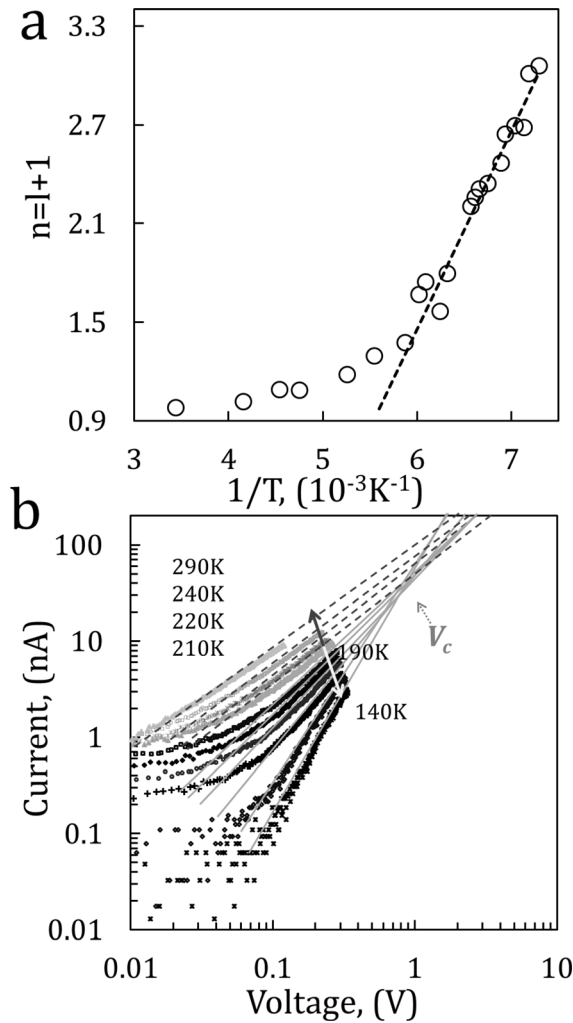 a
3.3
2.7
2.1
1.5
0.9
n=l+1
3 4 5 6 7
1/T, (10⁻³K⁻¹)
b
100
10
1
0.1
0.01
Current, (nA)
290K
240K
220K
210K
190K
140K
Vc
0.01 0.1 1 10
Voltage, (V)